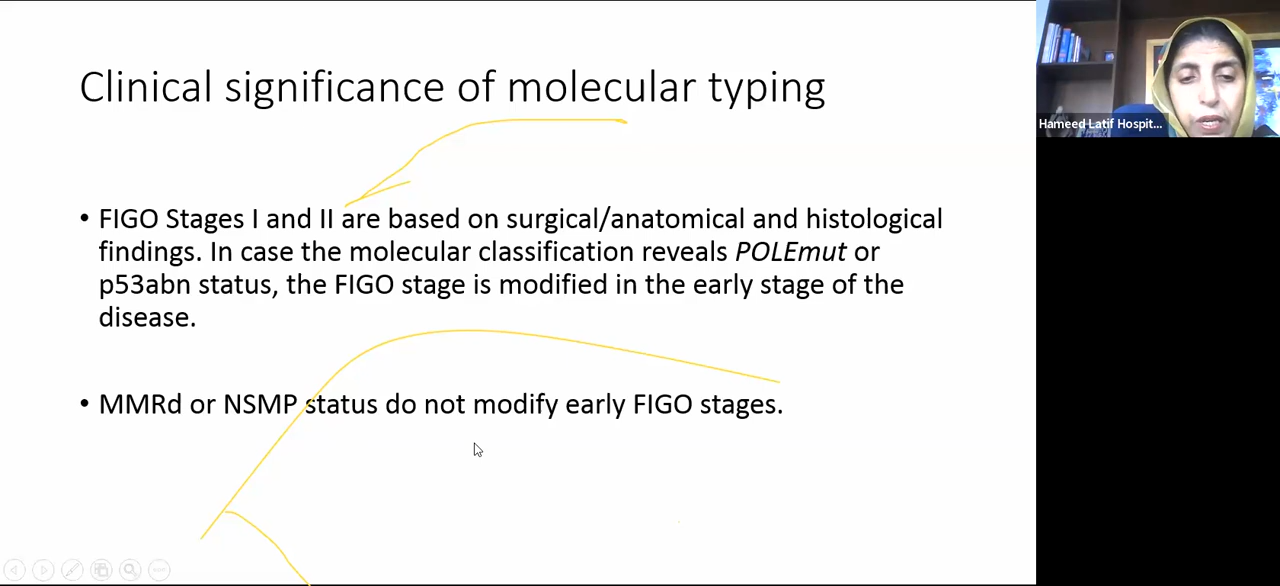 Clinical significance of molecular typing
• FIGO Stages I and II are based on surgical/anatomical and histological
findings. In case the molecular classification reveals POLEmut or
p53abn status, the FIGO stage is modified in the early stage of the
disease.
• MMRd or NSMP status do not modify early FIGO stages.
Hameed Latif Hospit...